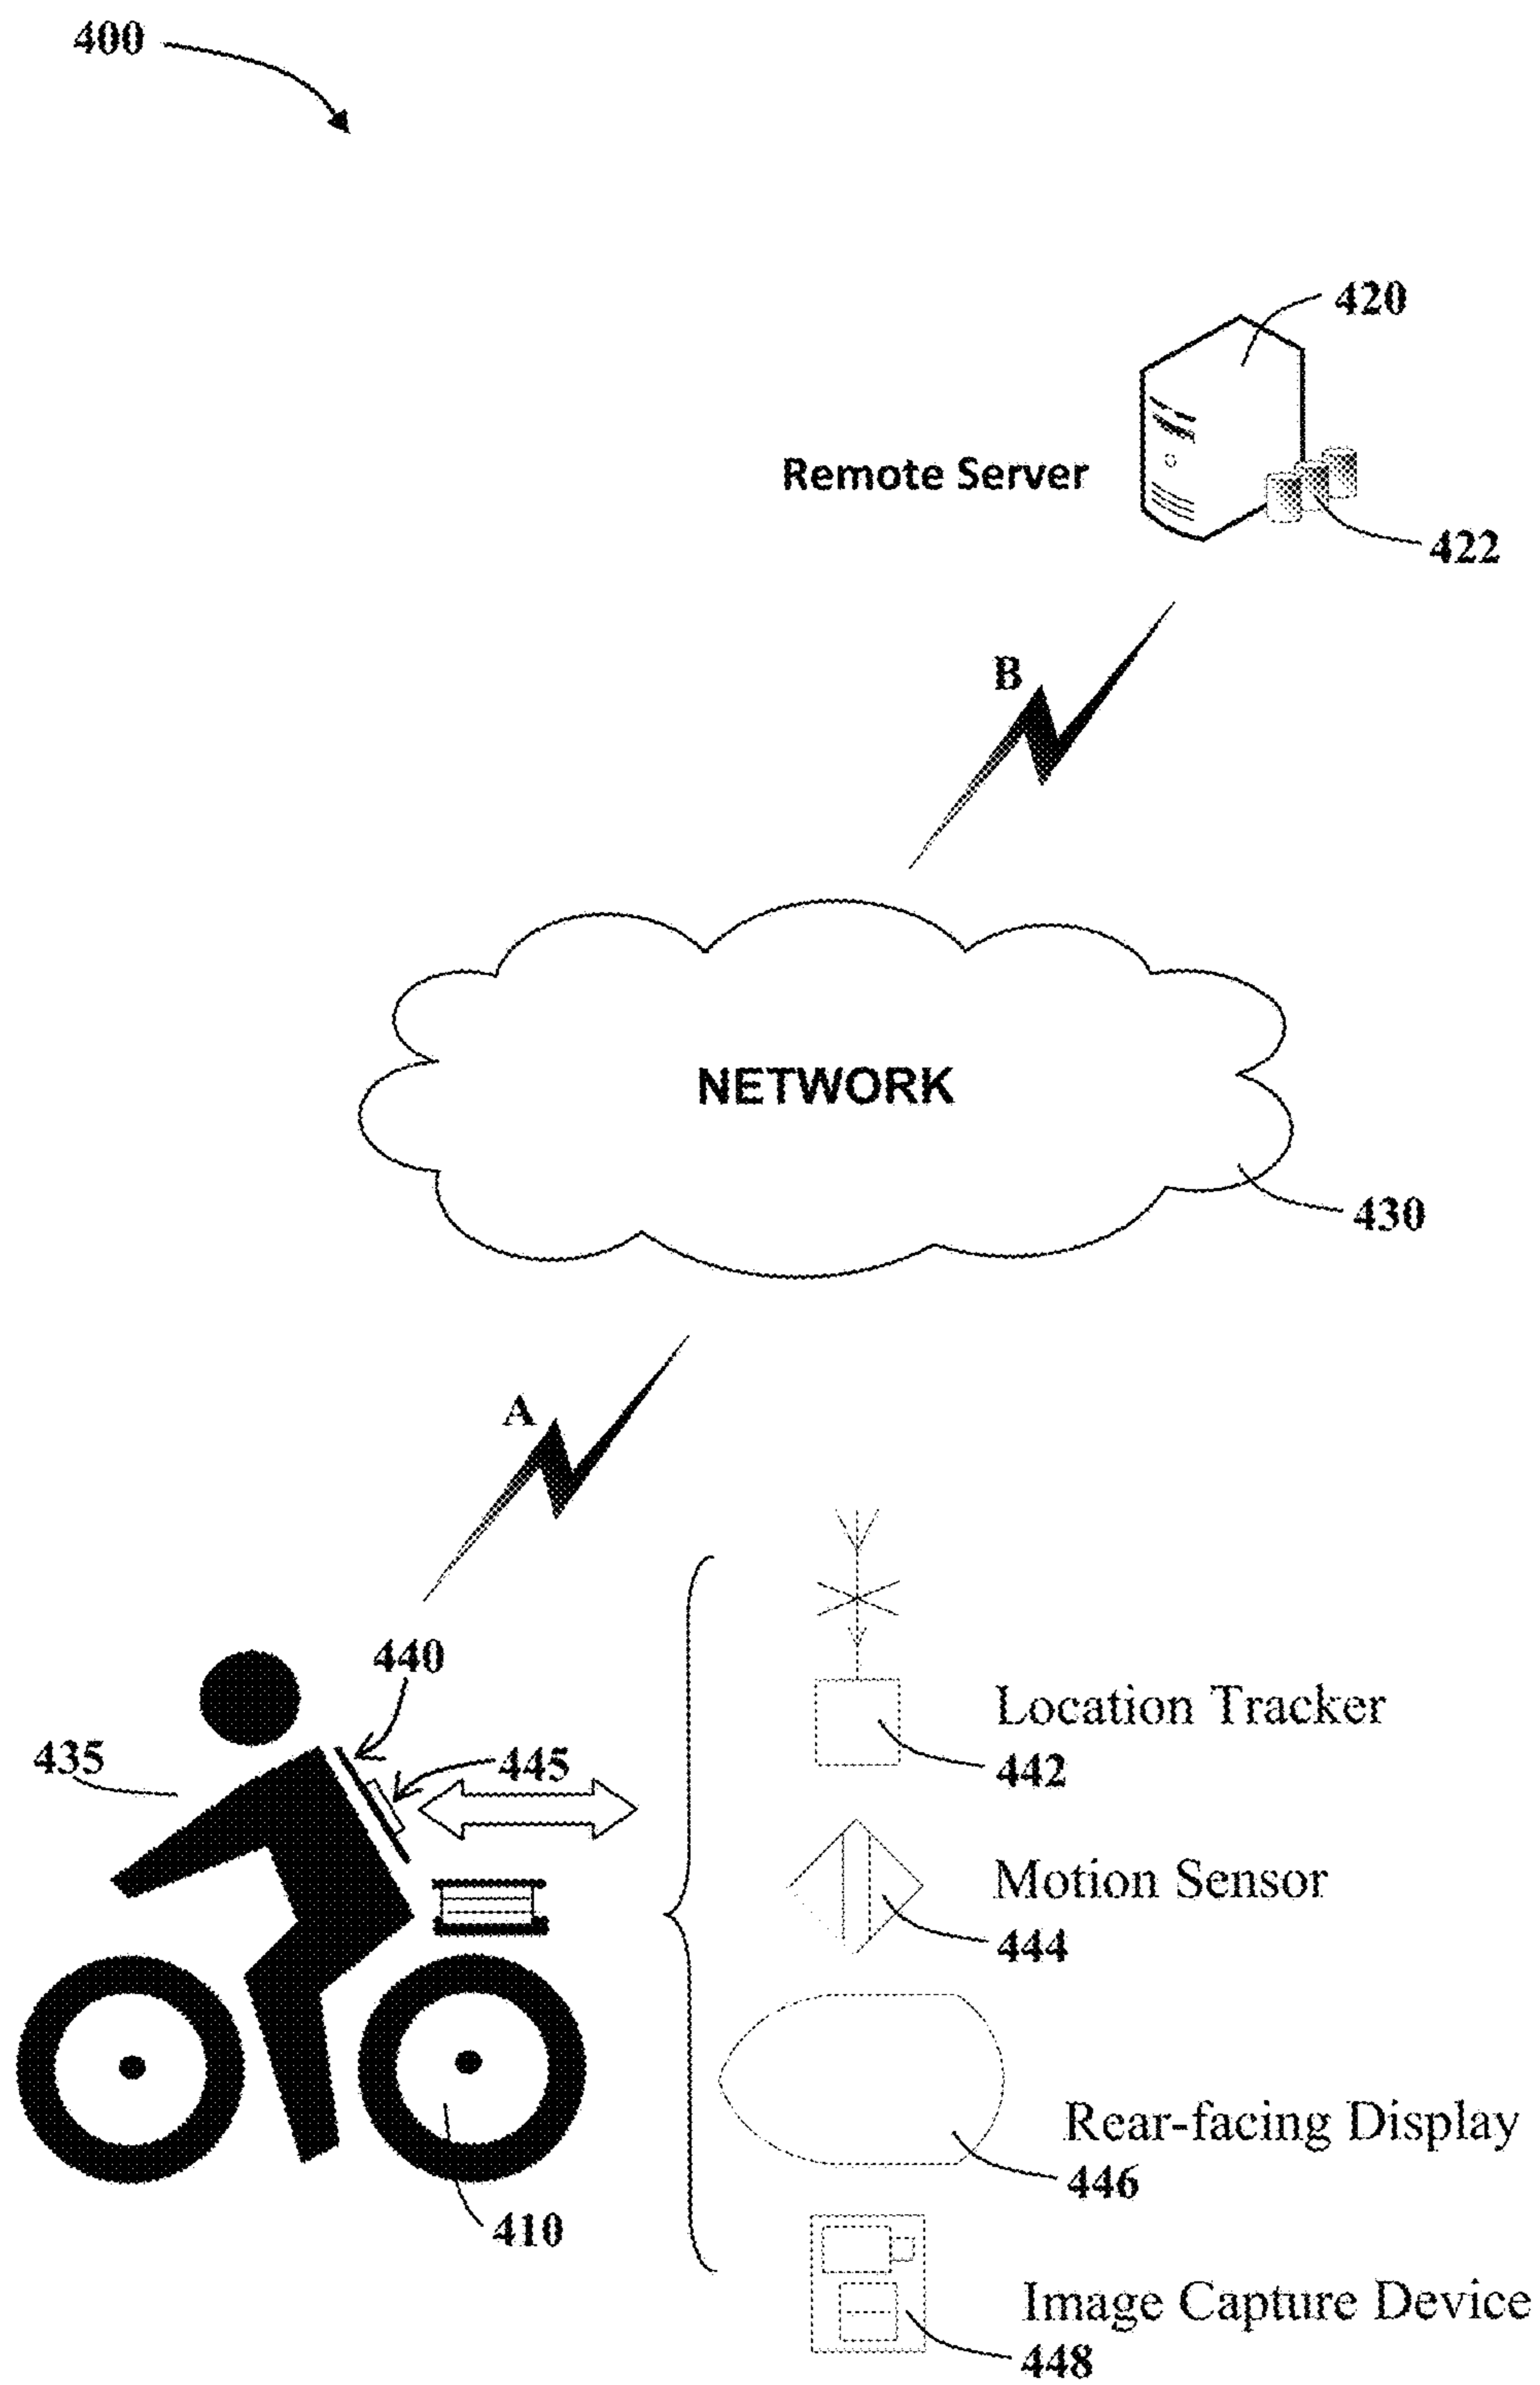 400
420
Remote Server
422
B
NETWORK
430
A
440
435
445
Location Tracker
442
Motion Sensor
444
Rear-facing Display
446
410
Image Capture Device
448